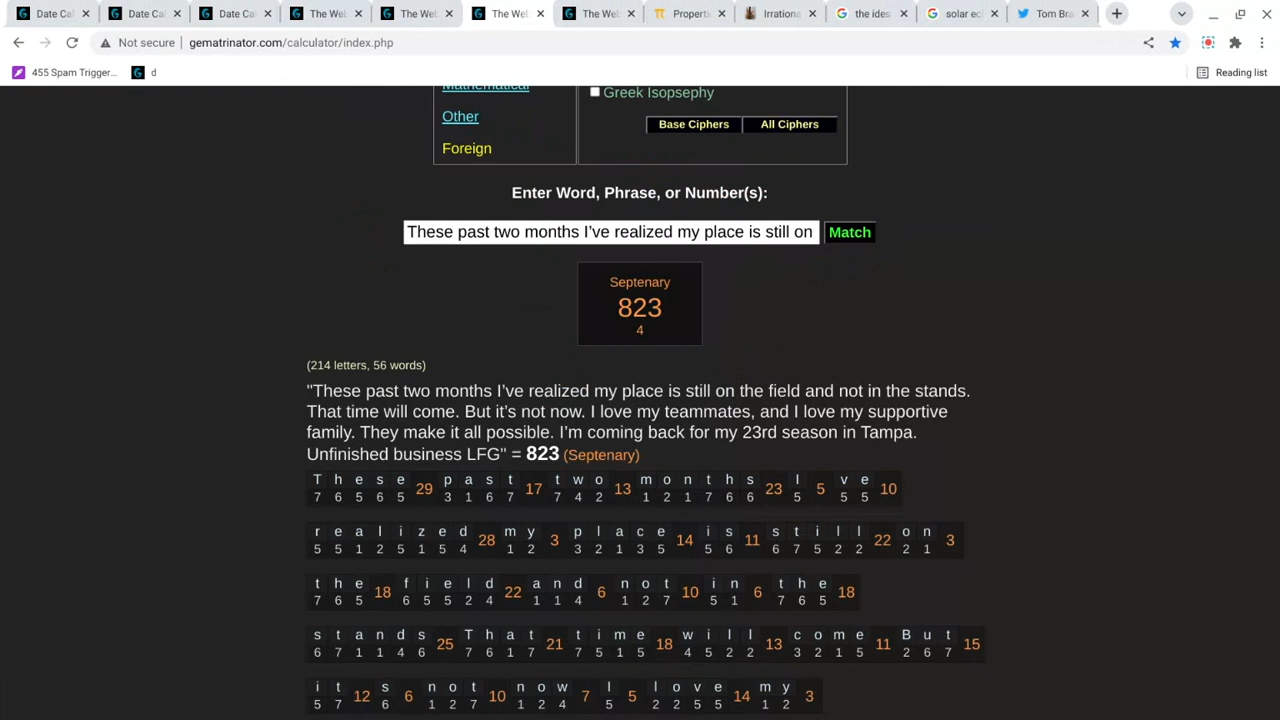 Date Cal
Date Cal
Date Cal
The Web
The Web
The Web
The Web
Properti
Irrationa
the ides
solar ec
Tom Bra
Not secure
gematrinator.com/calculator/index.php
455 Spam Trigger...
d
Reading list
Mathematical
Greek Isopsephy
Other
Base Ciphers
All Ciphers
Foreign
Enter Word, Phrase, or Number(s):
These past two months I've realized my place is still on
Match
Septenary
823
4
(214 letters, 56 words)
"These past two months I've realized my place is still on the field and not in the stands.
That time will come. But it's not now. I love my teammates, and I love my supportive
family. They make it all possible. I'm coming back for my 23rd season in Tampa.
Unfinished business LFG" = 823 (Septenary)
T h e s e 29 p a s t 17 t w o 13 m o n t h s 23 I 5 v e 10
7 6 5 6 5 3 1 6 7 7 4 2 1 2 1 7 6 6 5 5 5
r e a l i z e d 28 m y 3 p l a c e 14 i s 11 s t i l l 22 o n 3
5 5 1 2 5 1 5 4 1 2 3 2 1 3 5 5 6 6 7 5 2 2 2 1
t h e 18 f i e l d 22 a n d 6 n o t 10 i n 6 t h e 18
7 6 5 6 5 5 2 4 1 1 4 1 2 7 5 1 7 6 5
s t a n d s 25 T h a t 21 t i m e 18 w i l l 13 c o m e 11 B u t 15
6 7 1 1 4 6 7 6 1 7 7 5 1 5 4 5 2 2 3 2 1 5 2 6 7
i t 12 s 6 n o t 10 n o w 7 I 5 l o v e 14 m y 3
5 7 6 1 2 7 1 2 4 5 2 2 5 5 1 2